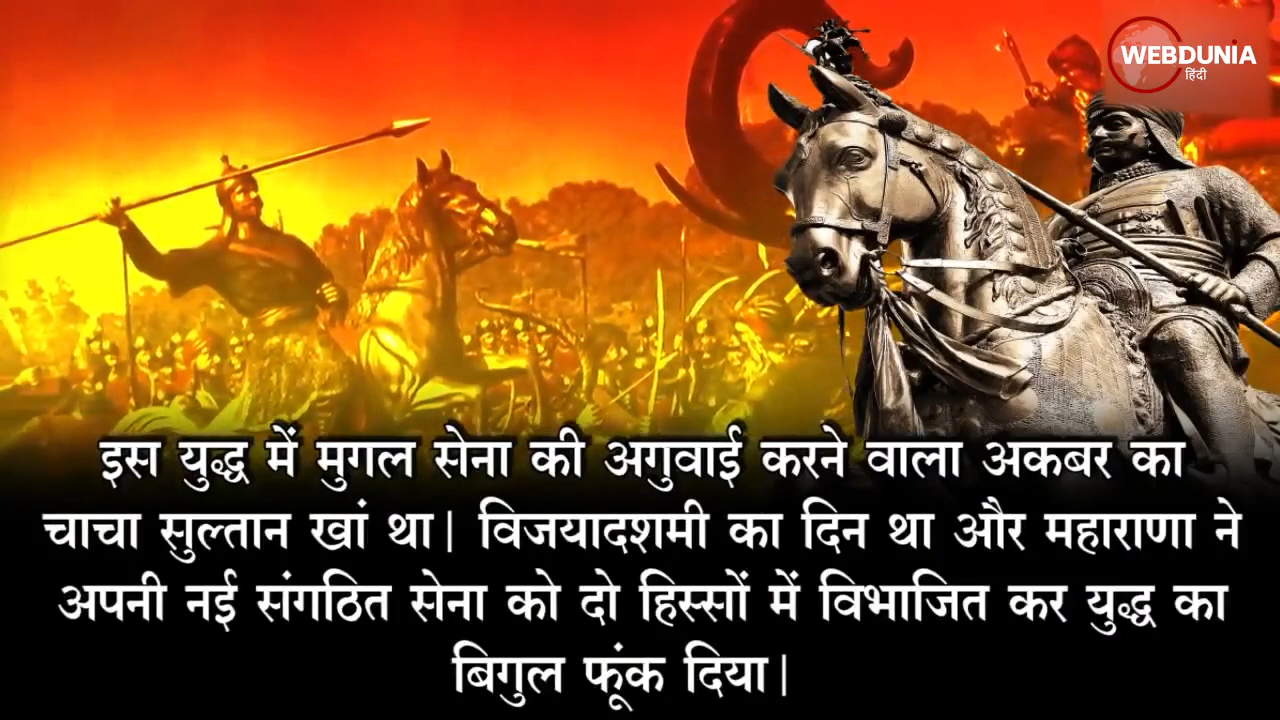 WEBDUNIA
हिंदी
इस युद्ध में मुगल सेना की अगुवाई करने वाला अकबर का
चाचा सुल्तान खां था| विजयादशमी का दिन था और महाराणा ने
अपनी नई संगठित सेना को दो हिस्सों में विभाजित कर युद्ध का
बिगुल फूंक दिया|